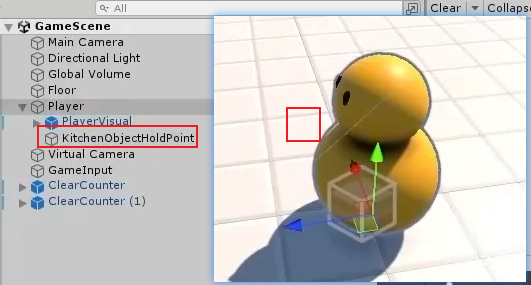 All
Clear
Collapse
GameScene
Main Camera
Directional Light
Global Volume
Floor
Player
PlayerVisual
KitchenObjectHoldPoint
Virtual Camera
GameInput
ClearCounter
ClearCounter (1)